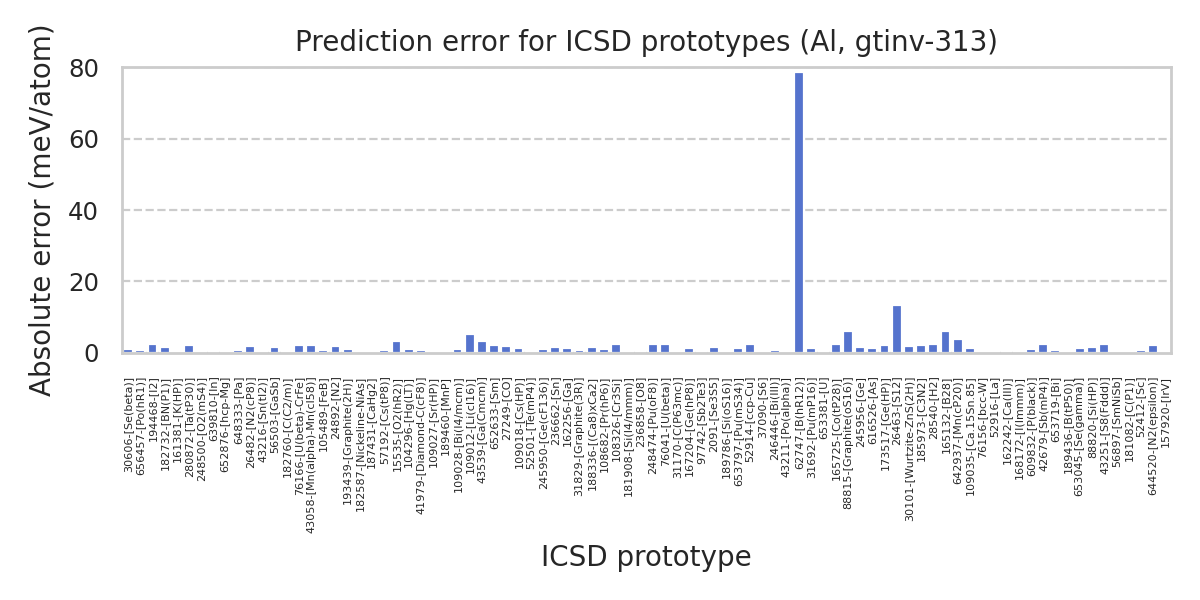 Prediction error for ICSD prototypes (Al, gtinv-313)
Absolute error (meV/atom)
80
60
40
20
0
306061-[Se(beta)]
656457-[Po(hR1)]
194468-[I2]
182732-[BN(P1)]
161381-[K(HP)]
280872-[Ta(tP30)]
248500-[O2(mS4)]
639810-[In]
652876-[hcp-Mg]
648333-[Pa]
26482-[N2(cP8)]
43216-[Sn(tI2)]
56503-[GaSb]
182760-[C(C2/m)]
76166-[U(beta)-CrFe]
43058-[Mn(alpha)-Mn(cI58)]
105489-[FeB]
24892-[N2]
193439-[Graphite(2H)]
182587-[Nickeline-NiAs]
187431-[CaHg2]
57192-[Cs(tP8)]
15535-[O2(hR2)]
104296-[Hg(LT)]
41979-[Diamond-C(cF8)]
109027-[Sr(HP)]
189460-[MnP]
109028-[Bi(I4/mcm)]
109012-[Li(cI16)]
43539-[Ga(Cmcm)]
652633-[Sm]
27249-[CO]
109018-[Cs(HP)]
52501-[Te(mP4)]
245950-[Ge(cF136)]
236662-[Sn]
162256-[Ga]
31829-[Graphite(3R)]
188336-[(Ca8)xCa2]
108682-[Pr(hP6)]
108326-[Cr3Si]
181908-[Si(I4/mmm)]
236858-[O8]
248474-[Pu(oF8)]
76041-[U(beta)]
31170-[C(P63mc)]
167204-[Ge(hP8)]
97742-[Sb2Te3]
2091-[Se3S5]
189786-[Si(oS16)]
653797-[Pu(mS34)]
52914-[ccp-Cu]
37090-[S6]
246446-[Bi(III)]
43211-[Po(alpha)]
62747-[B(hR12)]
31692-[Pu(mP16)]
653381-[U]
165725-[Co(tP28)]
88815-[Graphite(oS16)]
245956-[Ge]
616526-[As]
173517-[Ge(HP)]
26463-[S12]
30101-[Wurtzite-ZnS(2H)]
185973-[C3N2]
28540-[H2]
165132-[B28]
642937-[Mn(cP20)]
109035-[Ca.15Sn.85]
76156-[bcc-W]
52916-[La]
162242-[Ca(III)]
168172-[I(Immm)]
609832-[P(black)]
42679-[Sb(mP4)]
653719-[Bi]
189436-[B(tP50)]
653045-[Se(gamma)]
88820-[Si(HP)]
43251-[S8(Fddd)]
56897-[SmNiSb]
181082-[C(P1)]
52412-[Sc]
644520-[N2(epsilon)]
157920-[IrV]
ICSD prototype